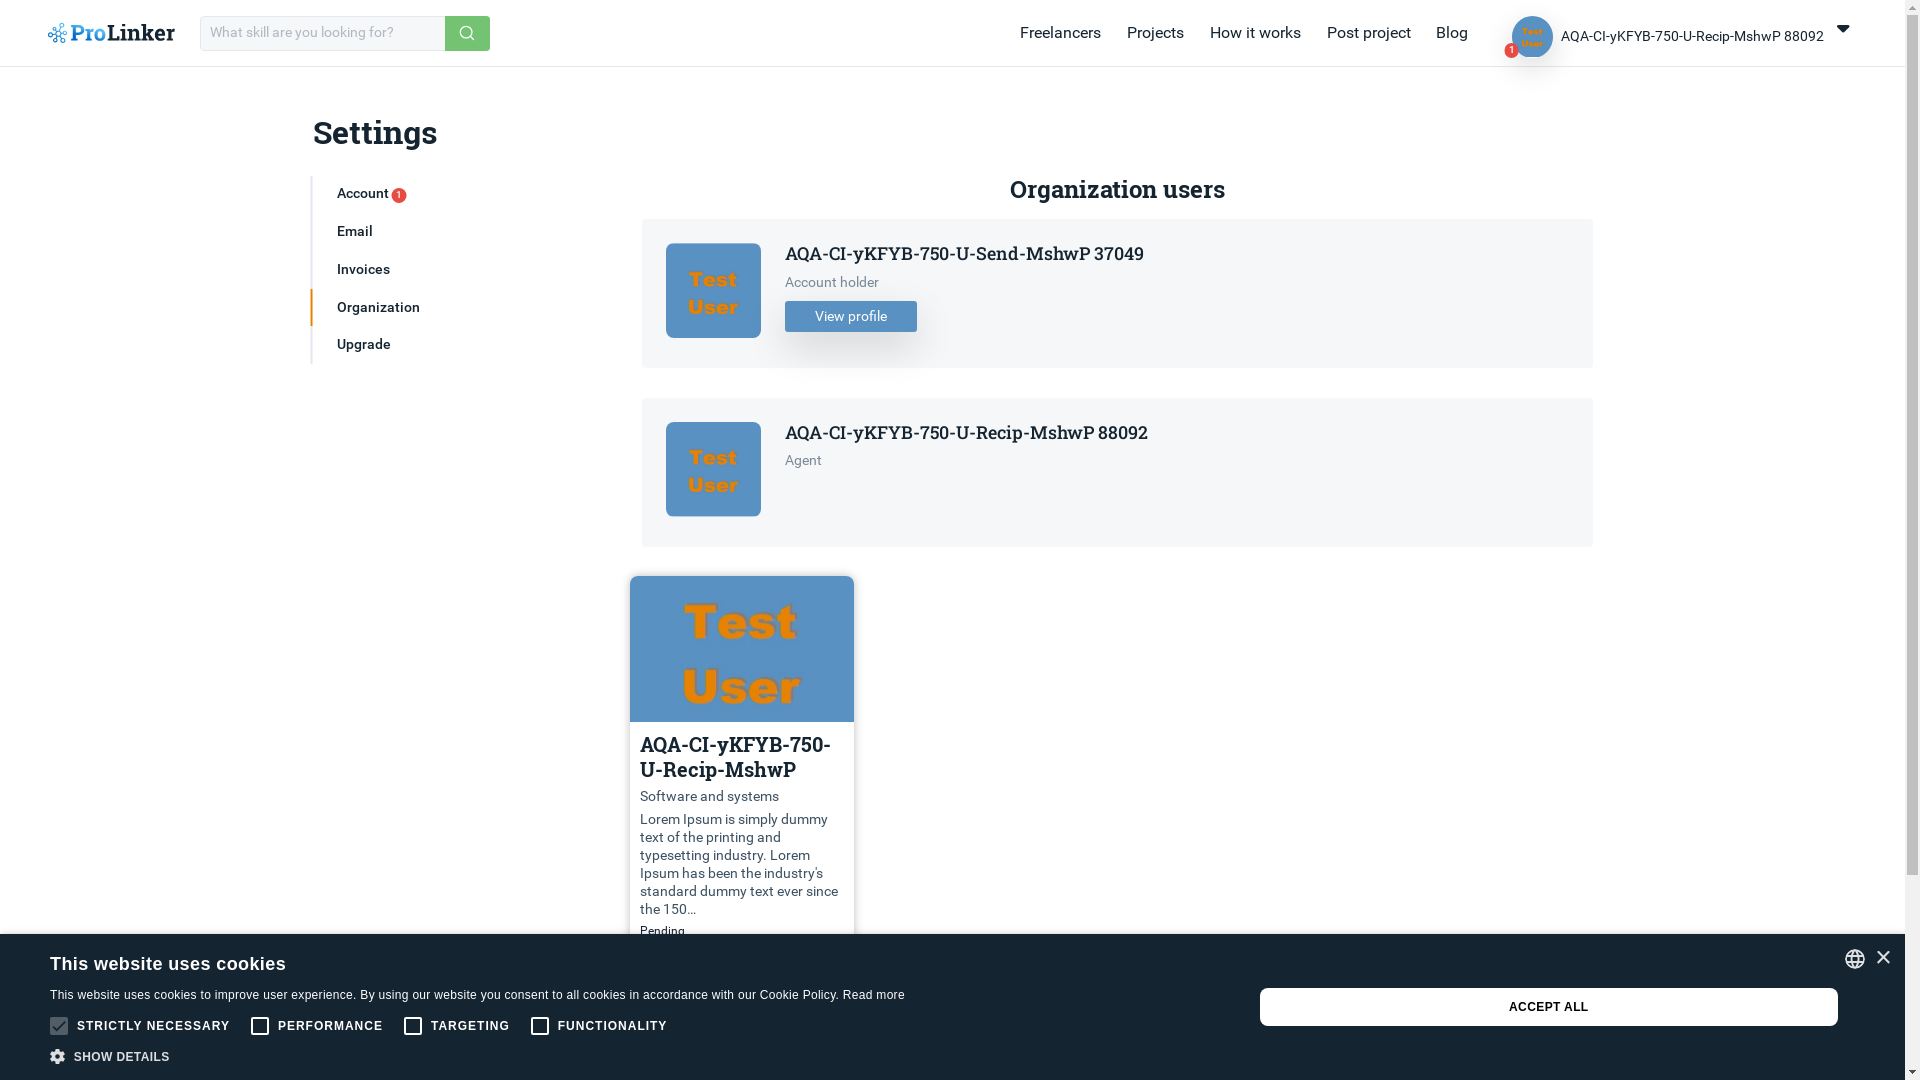 ProLinker
What skill are you looking for?
Freelancers
Projects
How it works
Post project
Blog
Test
User
1
AQA-CI-yKFYB-750-U-Recip-MshwP 88092
Settings
Account 1
Email
Invoices
Organization
Upgrade
Organization users
Test
User
AQA-CI-yKFYB-750-U-Send-MshwP 37049
Account holder
View profile
Test
User
AQA-CI-yKFYB-750-U-Recip-MshwP 88092
Agent
Test
User
AQA-CI-yKFYB-750-
U-Recip-MshwP
Software and systems
Lorem Ipsum is simply dummy
text of the printing and
typesetting industry. Lorem
Ipsum has been the industry's
standard dummy text ever since
the 150...
Pending
This website uses cookies
This website uses cookies to improve user experience. By using our website you consent to all cookies in accordance with our Cookie Policy. Read more
STRICTLY NECESSARY
PERFORMANCE
TARGETING
FUNCTIONALITY
SHOW DETAILS
ACCEPT ALL